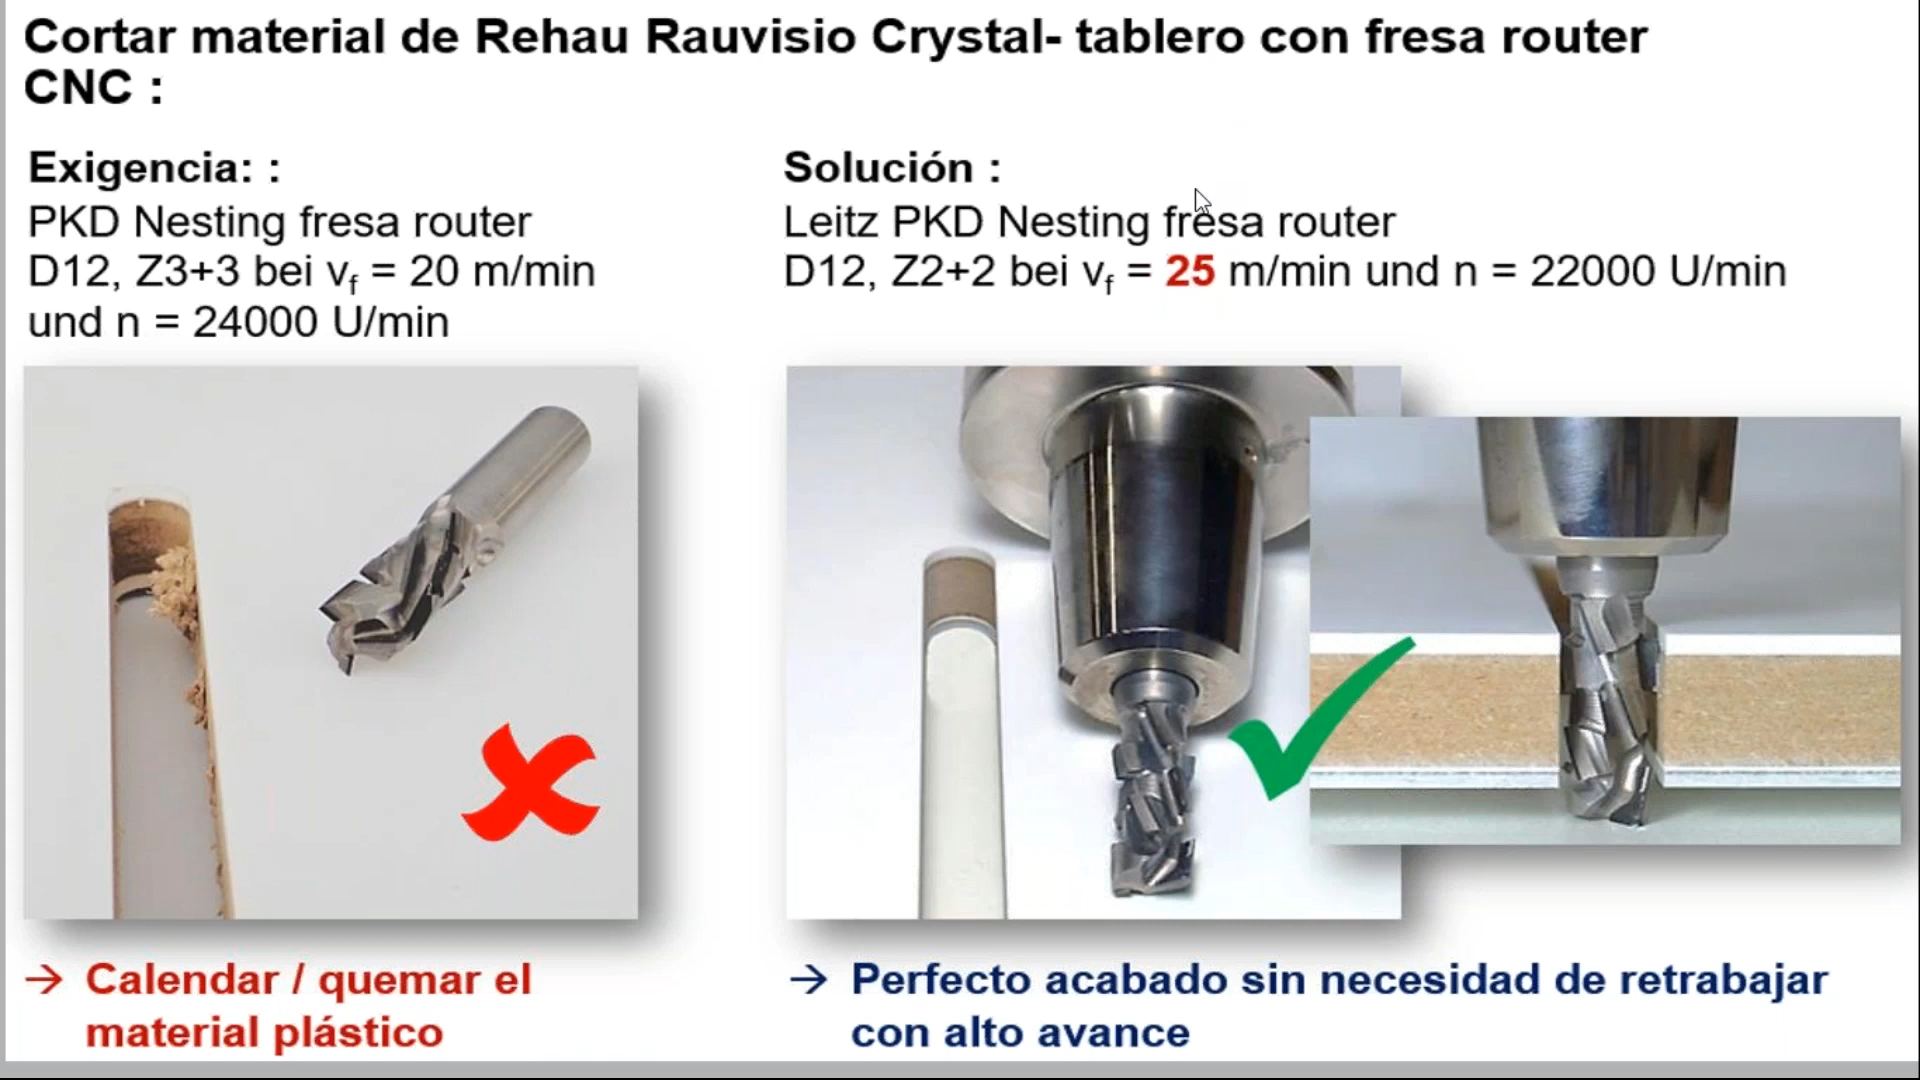 Cortar material de Rehau Rauvisio Crystal- tablero con fresa router
CNC :
Exigencia: :
PKD Nesting fresa router
D12, Z3+3 bei vf = 20 m/min
und n = 24000 U/min
Solución :
Leitz PKD Nesting fresa router
D12, Z2+2 bei vf = 25 m/min und n = 22000 U/min
→ Calendar / quemar el
material plástico
→ Perfecto acabado sin necesidad de retrabajar
con alto avance